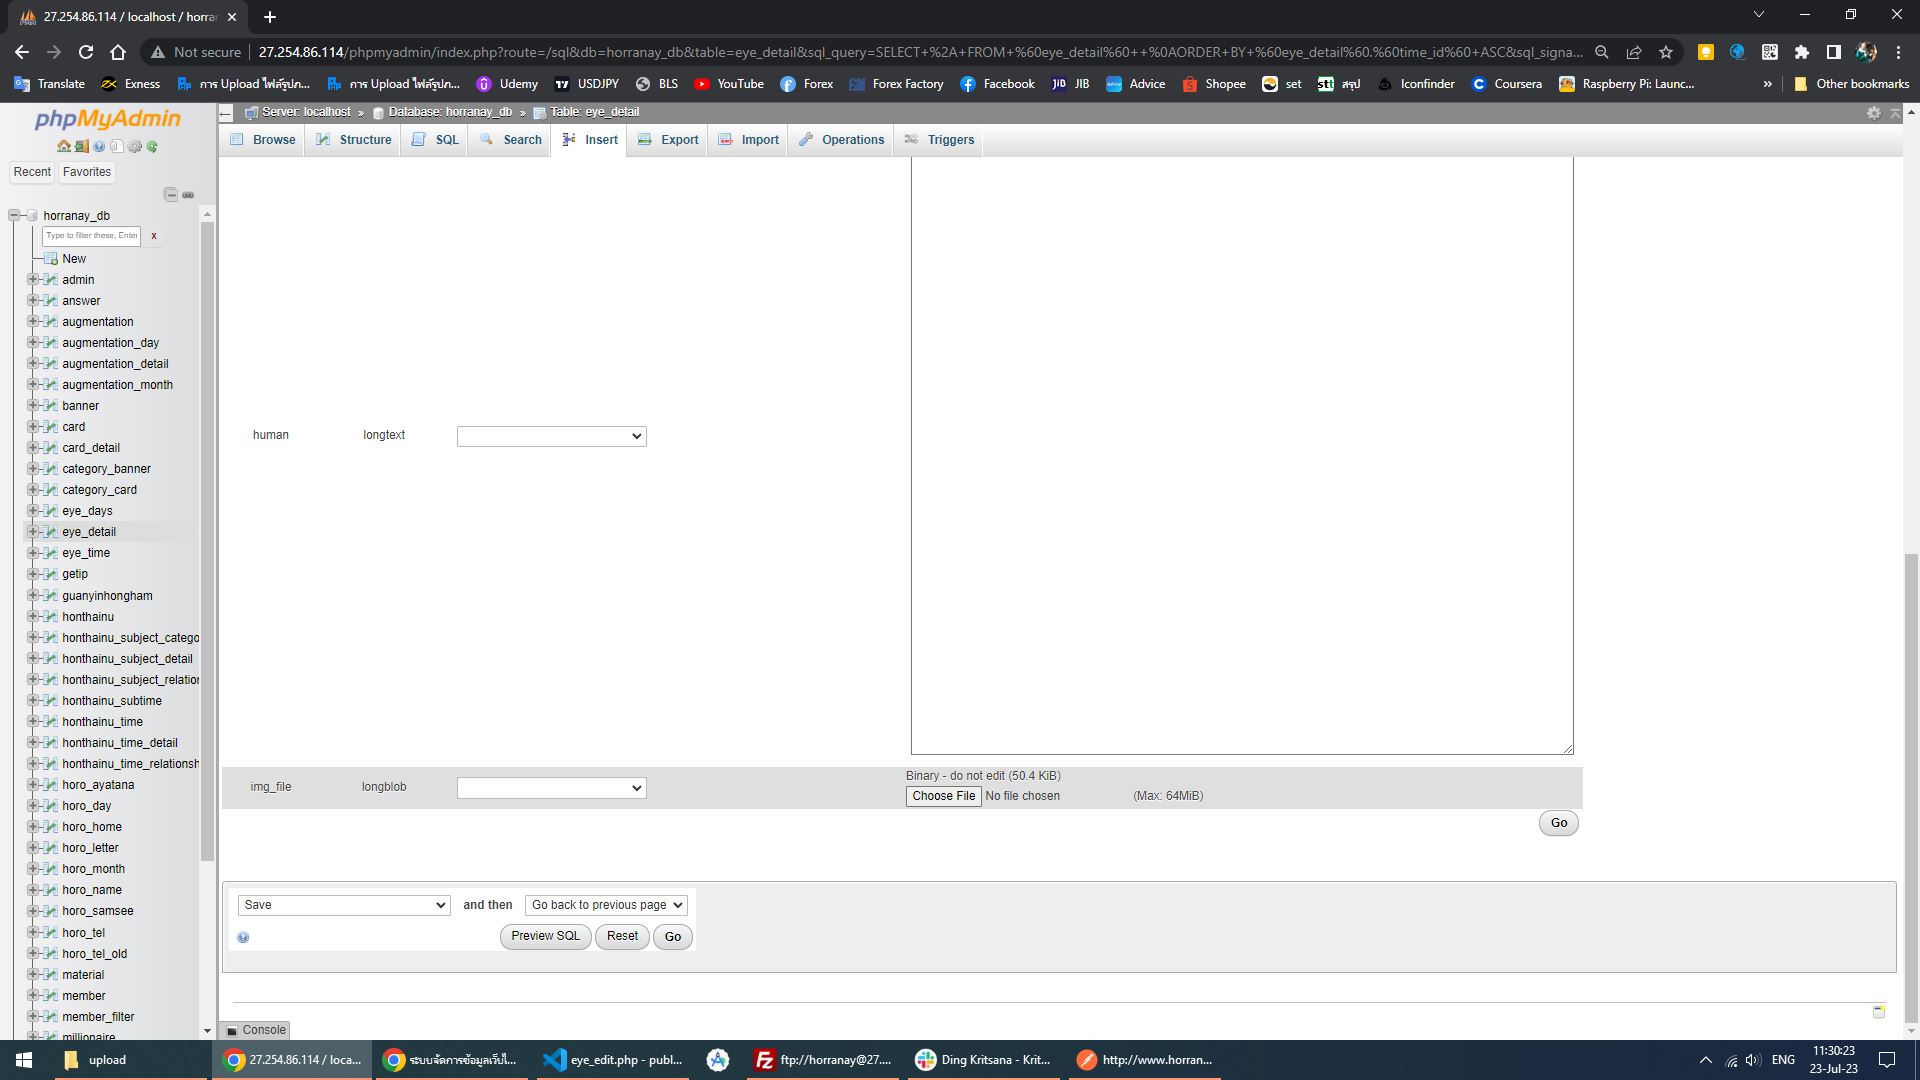 27.254.86.114 / localhost / horran
Not secure
27.254.86.114/phpmyadmin/index.php?route=/sql&db=horranay_db&table=eye_detail&sql_query=SELECT+%2A+FROM+%60eye_detail%60++%0AORDER+BY+%60eye_detail%60.%60time_id%60+ASC&sql_signa...
Translate
Exness
การ Upload ไฟล์รูปภ...
การ Upload ไฟล์รูปภ...
Udemy
USDJPY
BLS
YouTube
Forex
Forex Factory
Facebook
JIB
Advice
Shopee
set
สรุป
Iconfinder
Coursera
Raspberry Pi: Launc...
»
Other bookmarks
phpMyAdmin
Server: localhost » Database: horranay_db » Table: eye_detail
Browse
Structure
SQL
Search
Insert
Export
Import
Operations
Triggers
Recent
Favorites
horranay_db
Type to filter these, Enter
x
New
admin
answer
augmentation
augmentation_day
augmentation_detail
augmentation_month
banner
card
card_detail
category_banner
category_card
eye_days
eye_detail
eye_time
getip
guanyinhongham
honthainu
honthainu_subject_catego
honthainu_subject_detail
honthainu_subject_relation
honthainu_subtime
honthainu_time
honthainu_time_detail
honthainu_time_relationsh
horo_ayatana
horo_day
horo_home
horo_letter
horo_month
horo_name
horo_samsee
horo_tel
horo_tel_old
material
member
member_filter
millionaire
human
longtext
img_file
longblob
Binary - do not edit (50.4 KiB)
Choose File No file chosen
(Max: 64MiB)
Go
Save
and then
Go back to previous page
Preview SQL
Reset
Go
Console
upload
27.254.86.114 / loca...
ระบบจัดการข้อมูลเว็บไ...
eye_edit.php - publ...
ftp://horranay@27....
Ding Kritsana - Krit...
http://www.horran...
ENG
11:30:23
23-Jul-23